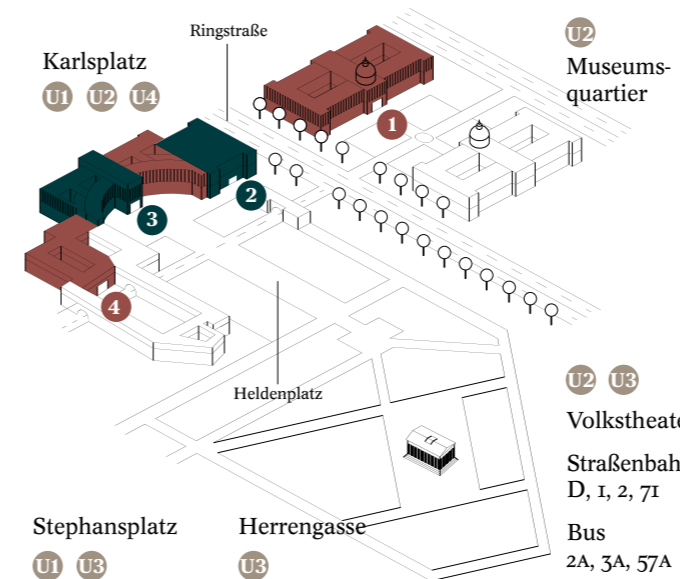 Ringstraße
Karlsplatz
U1 U2 U4
U2
Museums-
quartier
1
2
3
4
Heldenplatz
U2 U3
Volkstheate
Straßenbah
D, 1, 2, 71
Bus
2A, 3A, 57A
Stephansplatz
U1 U3
Herrengasse
U3